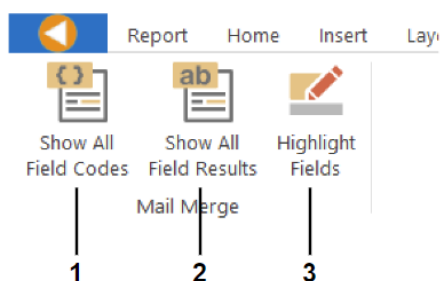 Report Home Insert Laye
{} ab
Show All Show All Highlight
Field Codes Field Results Fields
Mail Merge
1 2 3